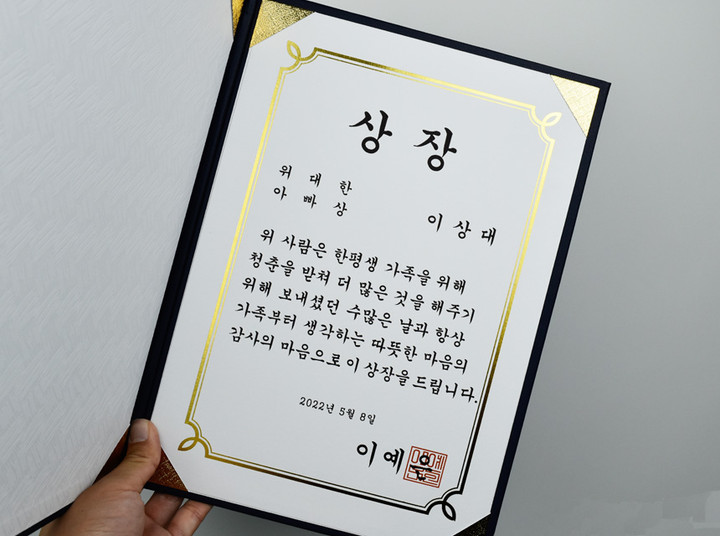 상장
위대한
아빠상
이상대
위 사람은 한평생 가족을 위해
청춘을 받쳐 더 많은 것을 해주기
위해 보내셨던 수많은 날과 항상
가족부터 생각하는 따뜻한 마음의
감사의 마음으로 이 상장을 드립니다.
2022년 5월 8일
이예